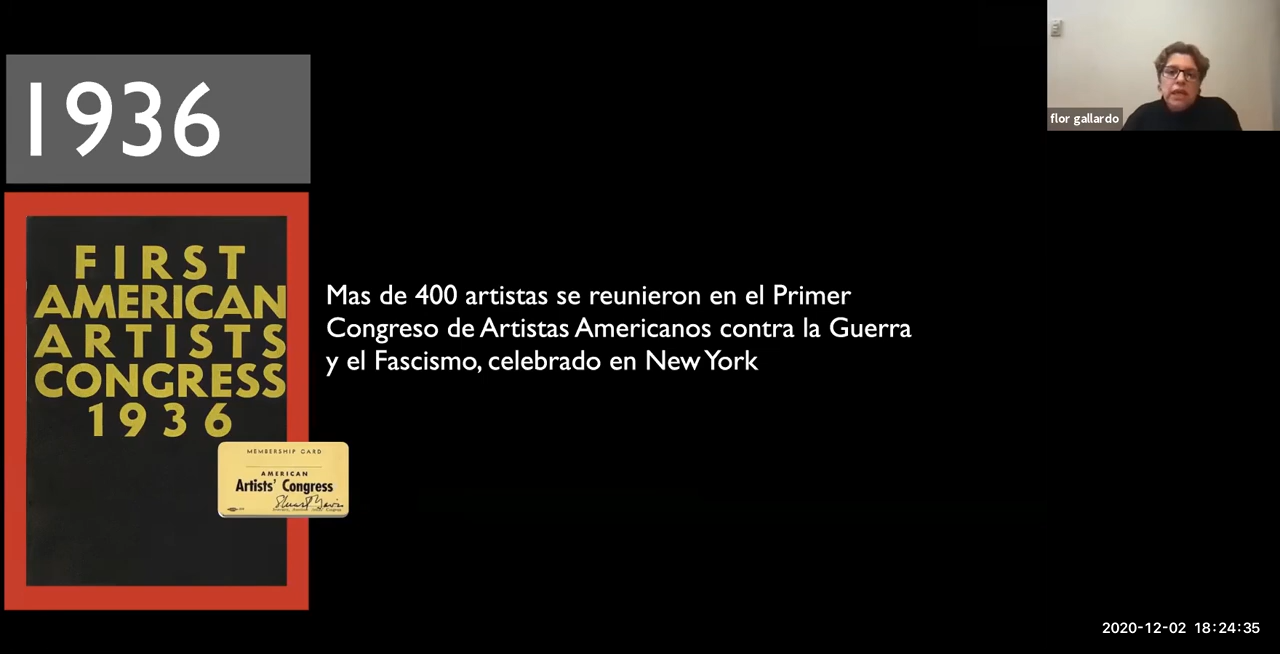 1936
FIRST
AMERICAN
ARTISTS
CONGRESS
1936
MEMBERSHIP CARD
AMERICAN
Artists' Congress
Mas de 400 artistas se reunieron en el Primer
Congreso de Artistas Americanos contra la Guerra
y el Fascismo, celebrado en New York
flor gallardo
2020-12-02 18:24:35